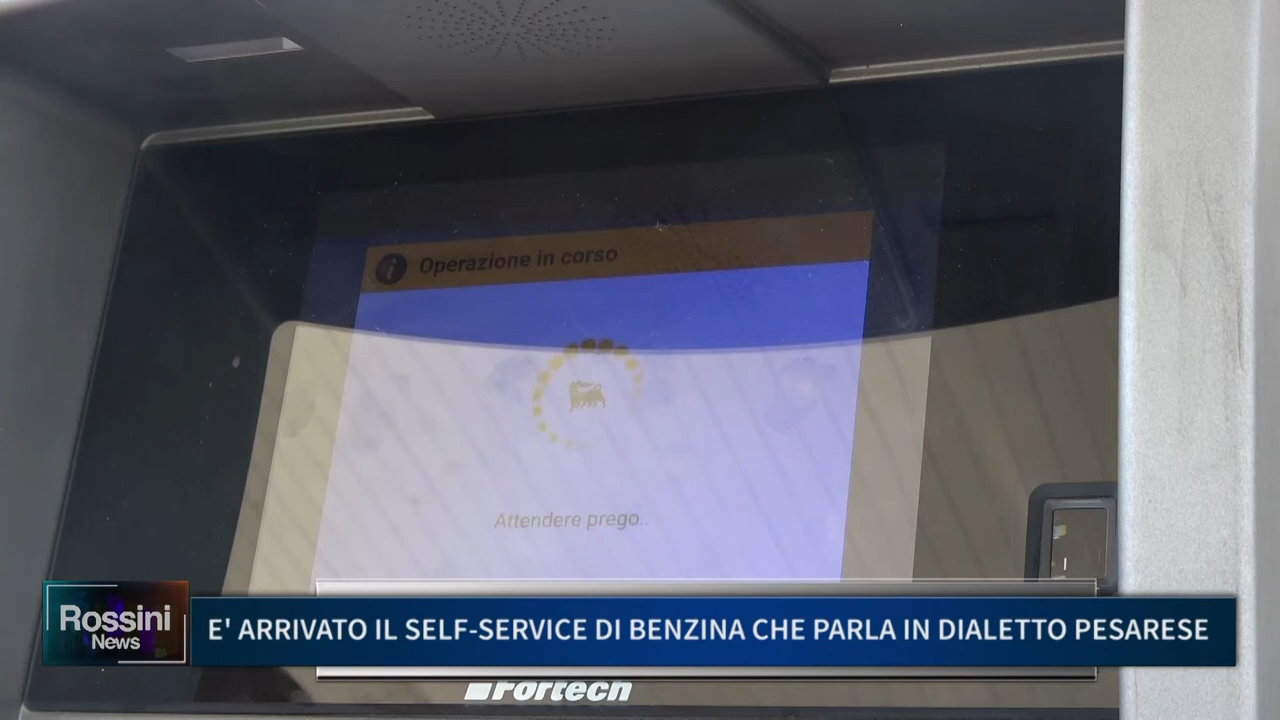 Operazione in corso
Attendere prego..
Rossini
News
E' ARRIVATO IL SELF-SERVICE DI BENZINA CHE PARLA IN DIALETTO PESARESE
Fortech